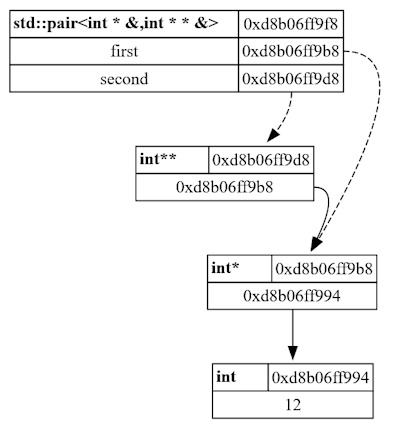 std::pair<int * &,int * * &> 0xd8b06ff9f8
first 0xd8b06ff9b8
second 0xd8b06ff9d8
int** 0xd8b06ff9d8
0xd8b06ff9b8
int* 0xd8b06ff9b8
0xd8b06ff994
int 0xd8b06ff994
12